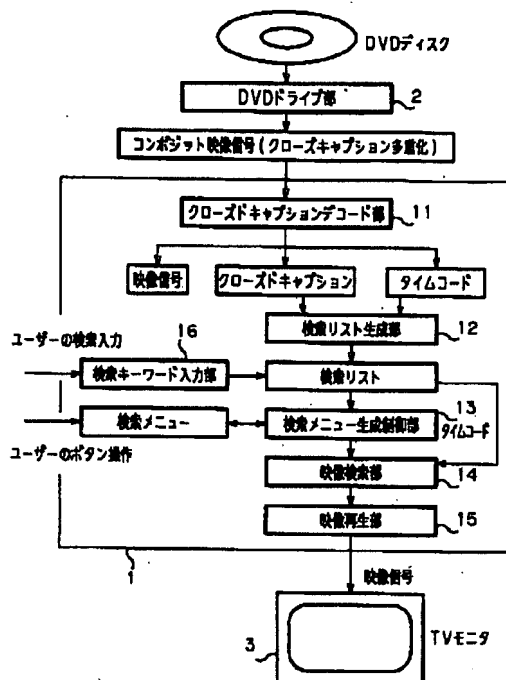 DVDディスク
DVDドライブ部
2
コンポジット映像信号(クローズキャプション多重化)
クローズドキャプションデコード部
11
映像信号
クローズドキャプション
タイムコード
検索リスト生成部
12
ユーザーの検索入力
16
検索キーワード入力部
検索リスト
検索メニュー
検索メニュー生成制御部
13
タイムコード
ユーザーのボタン操作
映像検索部
14
映像再生部
15
1
映像信号
3
TVモニタ